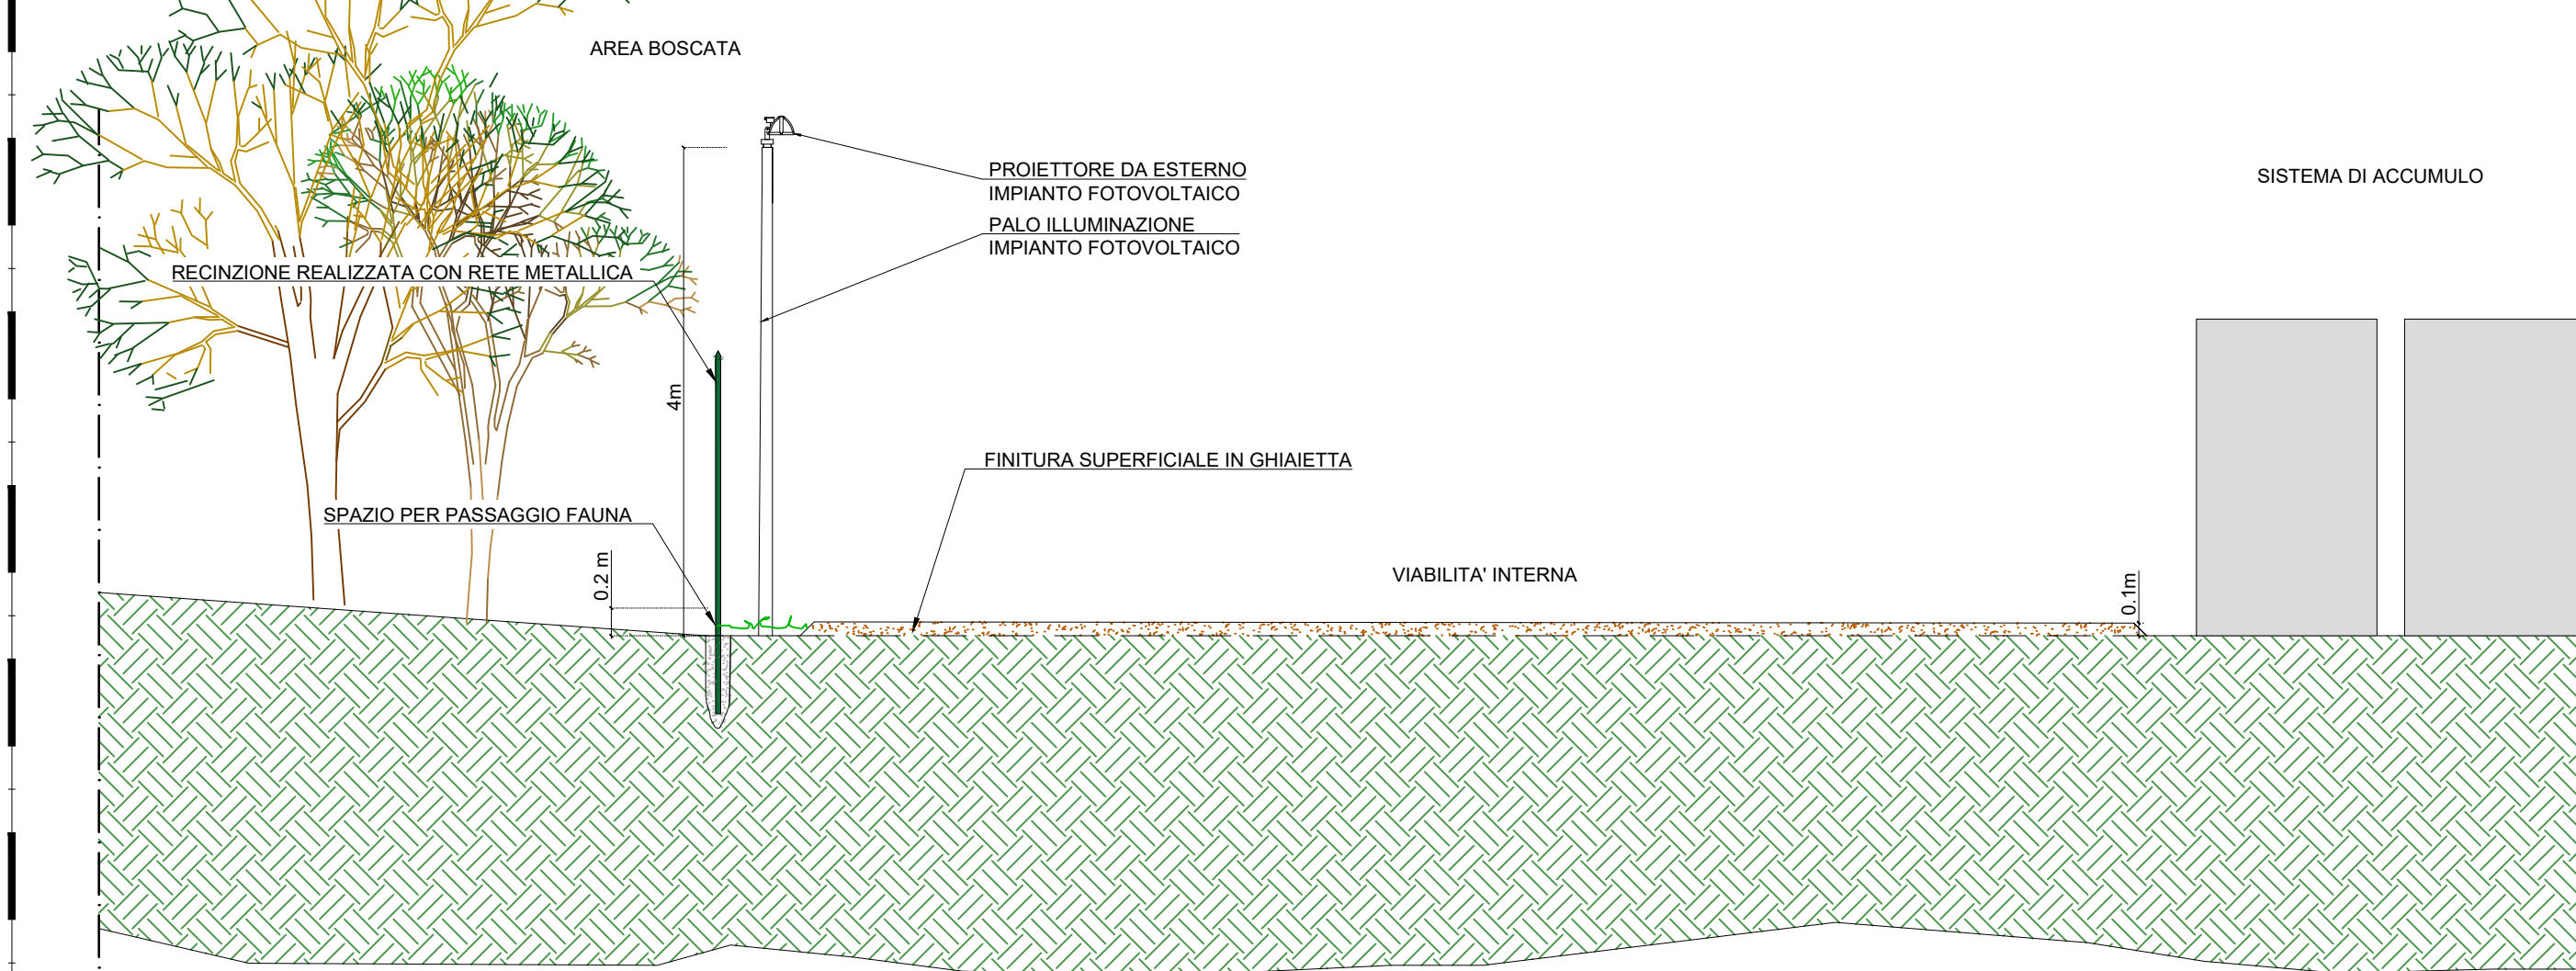 AREA BOSCATA
PROIETTORE DA ESTERNO
IMPIANTO FOTOVOLTAICO
SISTEMA DI ACCUMULO
PALO ILLUMINAZIONE
IMPIANTO FOTOVOLTAICO
RECINZIONE REALIZZATA CON RETE METALLICA
4m
FINITURA SUPERFICIALE IN GHIAIETTA
SPAZIO PER PASSAGGIO FAUNA
0.2 m
VIABILITA' INTERNA
0.1m